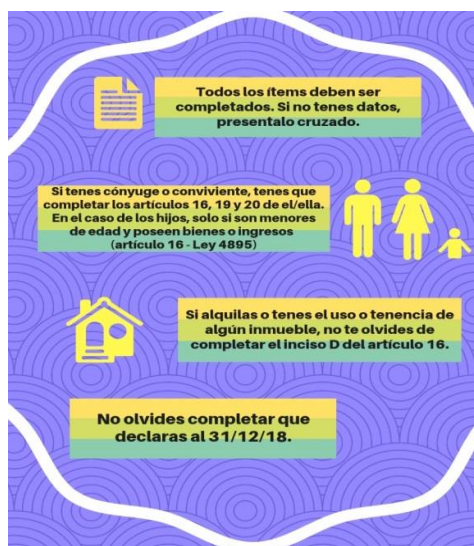 Todos los ítems deben ser
completados. Si no tenes datos,
presentalo cruzado.
Si tenes cónyuge o conviviente, tenes que
completar los artículos 16, 19 y 20 de el/ella.
En el caso de los hijos, solo si son menores
de edad y poseen bienes o ingresos
(artículo 16 - Ley 4895)
Si alquilas o tenes el uso o tenencia de
algún inmueble, no te olvides de
completar el inciso D del artículo 16.
No olvides completar que
declaras al 31/12/18.